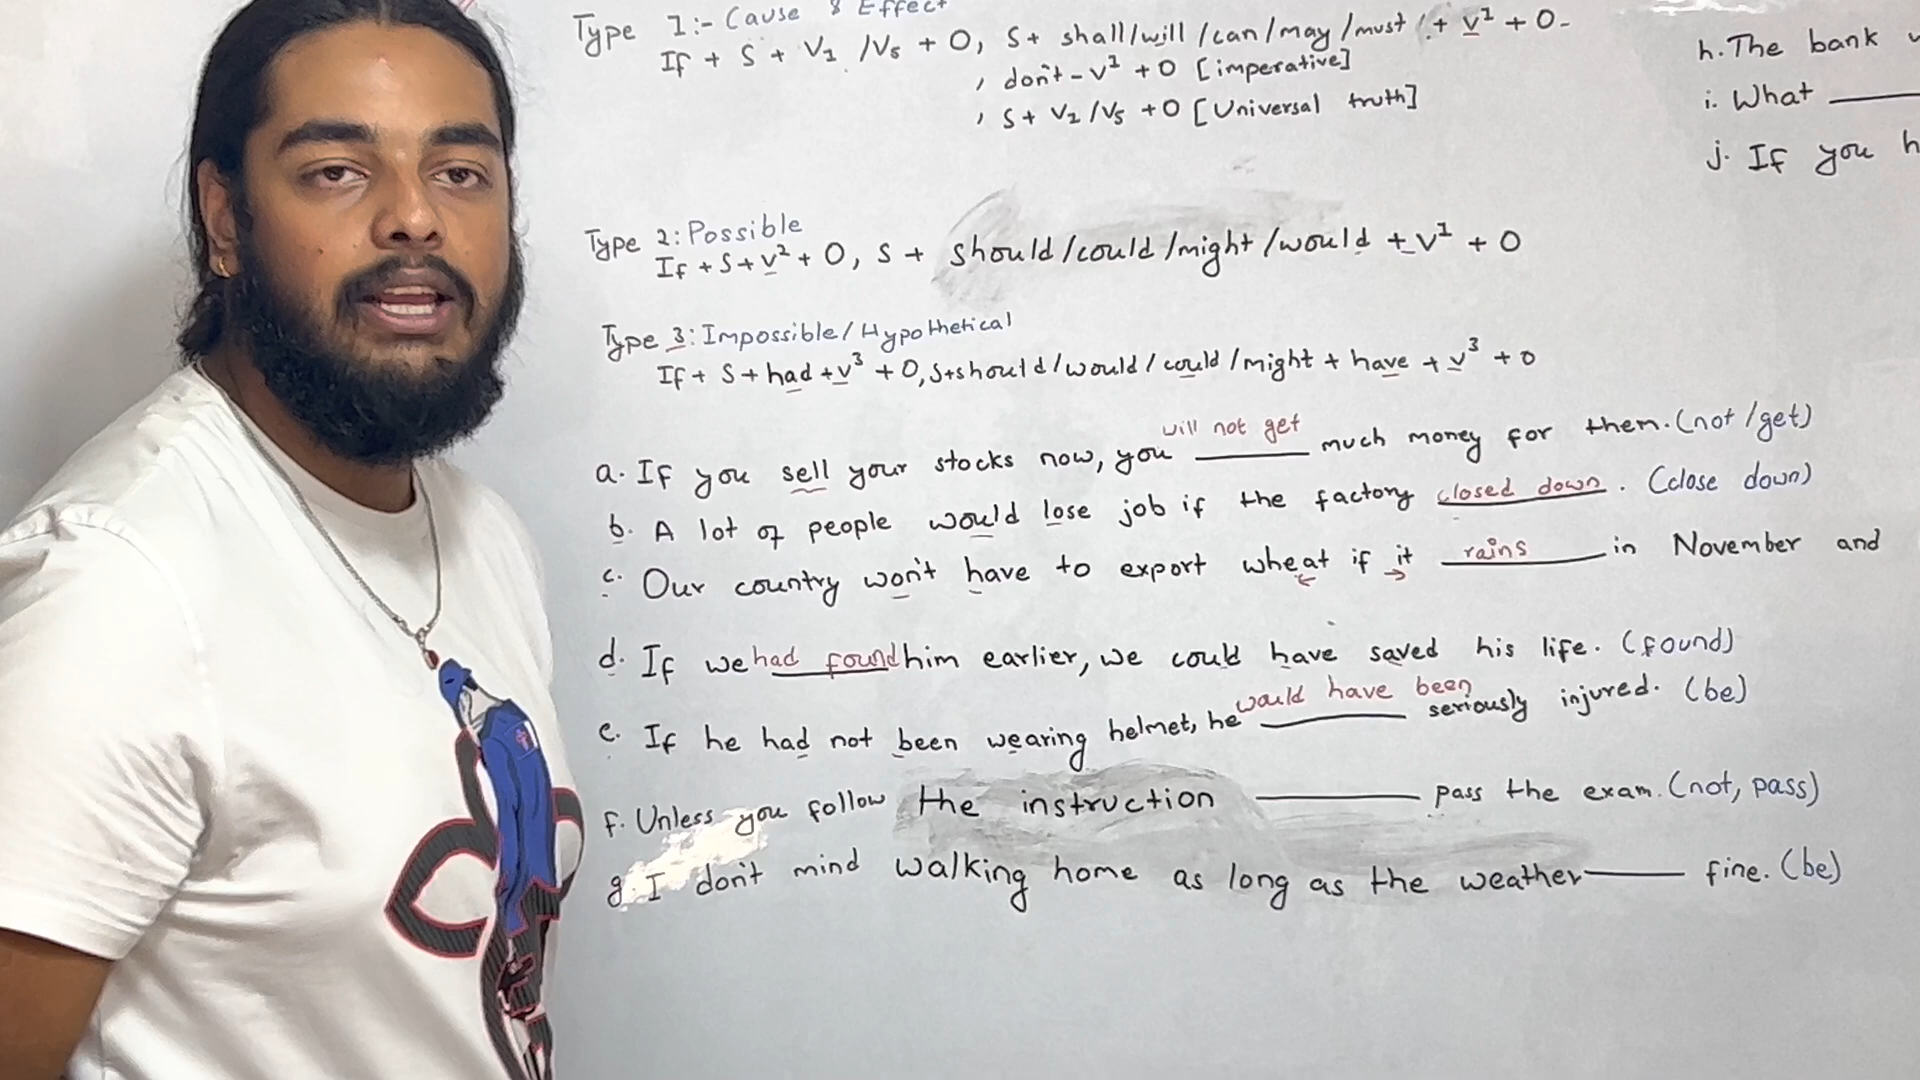 Type 1:- Cause & Effect
If + S + V1 /V5 + O, S + shall/will /can/may/must + V¹ + O.
, don't - V¹ + O [imperative]
, S + V1 /V5 + O [Universal truth]
Type 2: Possible
If + S + V² + O, S + should/could/might/would + V¹ + O
Type 3: Impossible/Hypothetical
If + S + had + V³ + O, S+should/would/could/might + have + V³ + O
a. If you sell your stocks now, you will not get much money for them. (not/get)
b. A lot of people would lose job if the factory closed down. (close down)
c. Our country won't have to export wheat if it rains in November and
d. If we had found him earlier, we could have saved his life. (found)
e. If he had not been wearing helmet, he would have been seriously injured. (be)
f. Unless you follow the instruction ______ pass the exam. (not, pass)
g. I don't mind walking home as long as the weather ______ fine. (be)
h. The bank
i. What ______
j. If you h